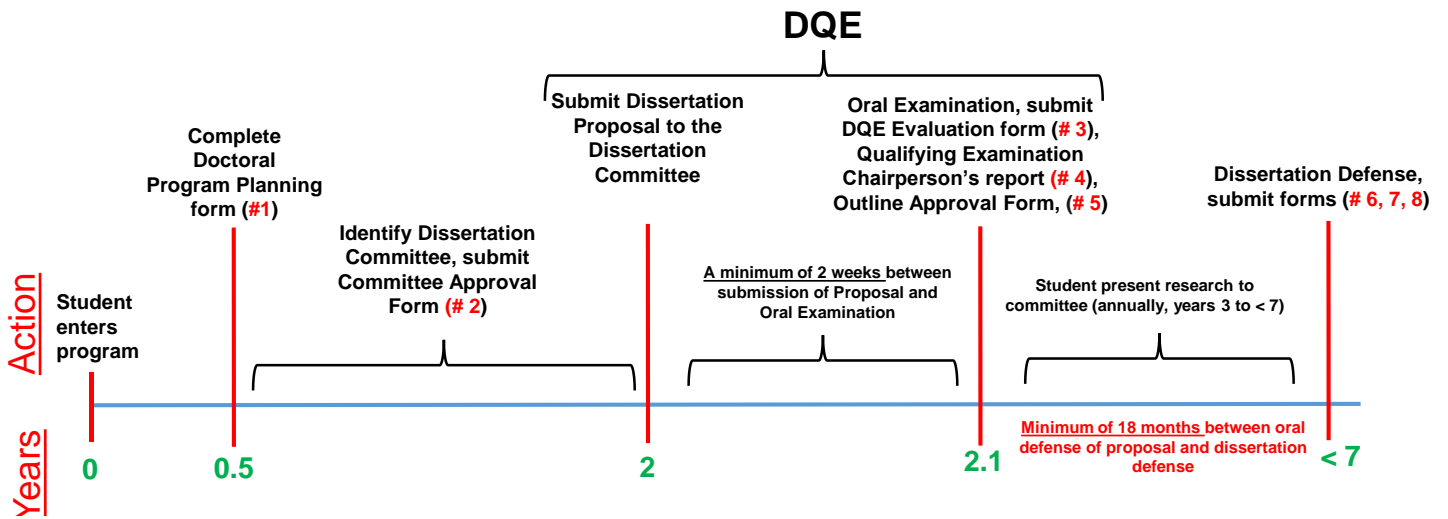 DQE
Submit Dissertation
Proposal to the
Dissertation
Committee
Oral Examination, submit
DQE Evaluation form (# 3),
Qualifying Examination
Chairperson’s report (# 4),
Outline Approval Form, (# 5)
Complete
Doctoral
Program Planning
form (#1)
Dissertation Defense,
submit forms (# 6, 7, 8)
Identify Dissertation
Committee, submit
Committee Approval
Form (# 2)
A minimum of 2 weeks between
submission of Proposal and
Oral Examination
Student present research to
committee (annually, years 3 to < 7)
Action
Student
enters
program
Minimum of 18 months between oral
defense of proposal and dissertation
defense
Years
0
0.5
2
2.1
< 7